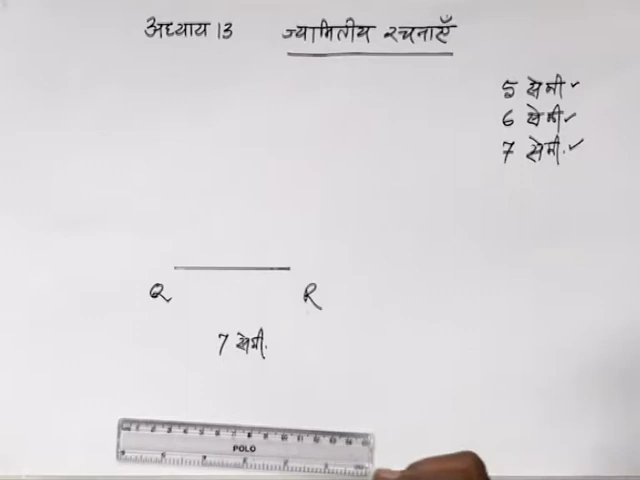 अध्याय 13 ज्यामितीय रचनाएँ
5 सेमी
6 सेमी
7 सेमी.
Q R
7 सेमी.
POLO